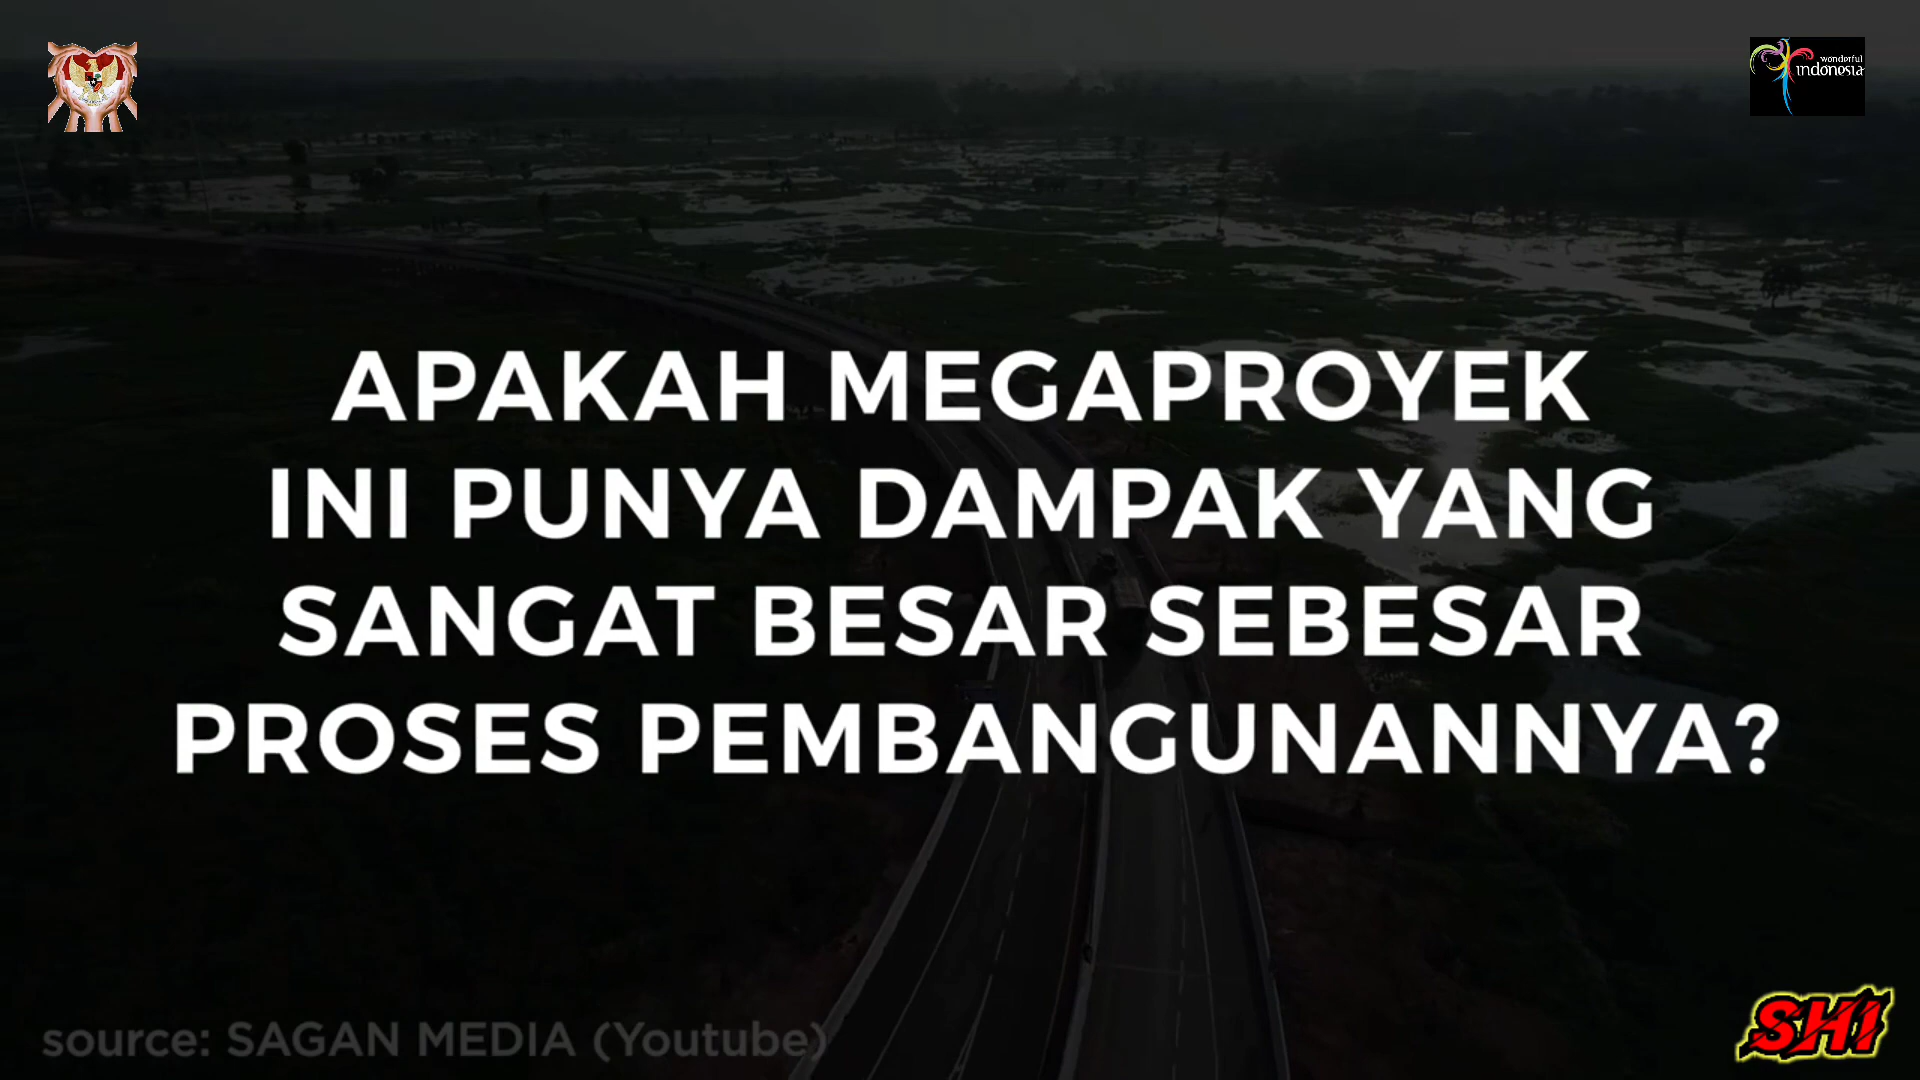 wonderful
indonesia
APAKAH MEGAPROYEK
INI PUNYA DAMPAK YANG
SANGAT BESAR SEBESAR
PROSES PEMBANGUNANNYA?
source: SAGAN MEDIA (Youtube)
SHI